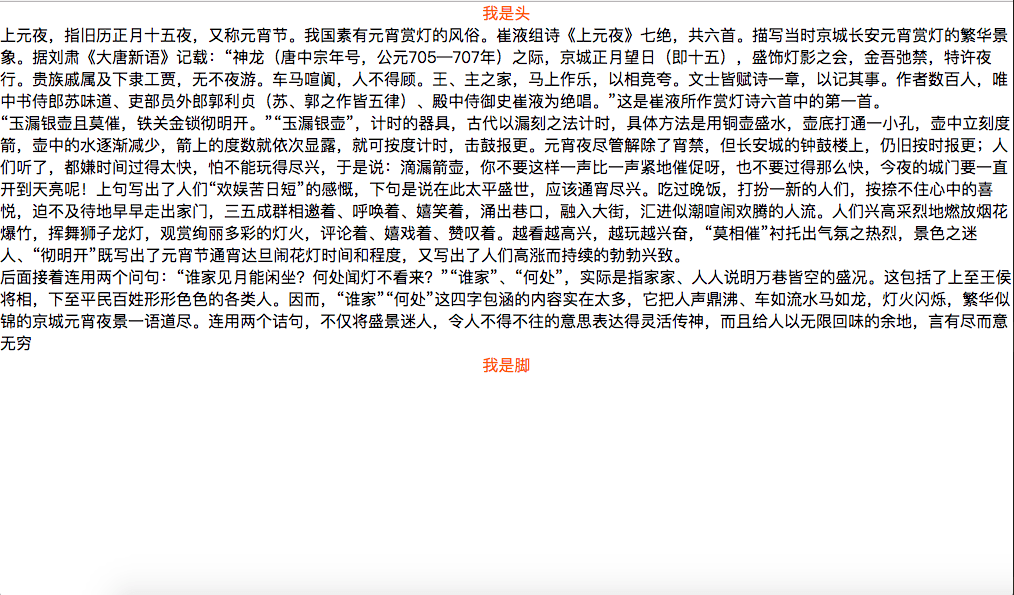 我是头
上元夜，指旧历正月十五夜，又称元宵节。我国素有元宵赏灯的风俗。崔液组诗《上元夜》七绝，共六首。描写当时京城长安元宵赏灯的繁华景
象。据刘肃《大唐新语》记载：“神龙（唐中宗年号，公元705—707年）之际，京城正月望日（即十五），盛饰灯影之会，金吾弛禁，特许夜
行。贵族戚属及下隶工贾，无不夜游。车马喧阗，人不得顾。王、主之家，马上作乐，以相竞夸。文士皆赋诗一章，以记其事。作者数百人，唯
中书侍郎苏味道、吏部员外郎郭利贞（苏、郭之作皆五律）、殿中侍御史崔液为绝唱。”这是崔液所作赏灯诗六首中的第一首。
“玉漏银壶且莫催，铁关金锁彻明开。”“玉漏银壶”，计时的器具，古代以漏刻之法计时，具体方法是用铜壶盛水，壶底打通一小孔，壶中立刻度
箭，壶中的水逐渐减少，箭上的度数就依次显露，就可按度计时，击鼓报更。元宵夜尽管解除了宵禁，但长安城的钟鼓楼上，仍旧按时报更；人
们听了，都嫌时间过得太快，怕不能玩得尽兴，于是说：滴漏箭壶，你不要这样一声比一声紧地催促呀，也不要过得那么快，今夜的城门要一直
开到天亮呢！上句写出了人们“欢娱苦日短”的感慨，下句是说在此太平盛世，应该通宵尽兴。吃过晚饭，打扮一新的人们，按捺不住心中的喜
悦，迫不及待地早早走出家门，三五成群相邀着、呼唤着、嬉笑着，涌出巷口，融入大街，汇进似潮喧闹欢腾的人流。人们兴高采烈地燃放烟花
爆竹，挥舞狮子龙灯，观赏绚丽多彩的灯火，评论着、嬉戏着、赞叹着。越看越高兴，越玩越兴奋，“莫相催”衬托出气氛之热烈，景色之迷
人、“彻明开”既写出了元宵节通宵达旦闹花灯时间和程度，又写出了人们高涨而持续的勃勃兴致。
后面接着连用两个问句：“谁家见月能闲坐？何处闻灯不看来？”“谁家”、“何处”，实际是指家家、人人说明万巷皆空的盛况。这包括了上至王侯
将相，下至平民百姓形形色色的各类人。因而，“谁家”“何处”这四字包涵的内容实在太多，它把人声鼎沸、车如流水马如龙，灯火闪烁，繁华似
锦的京城元宵夜景一语道尽。连用两个诘句，不仅将盛景迷人，令人不得不往的意思表达得灵活传神，而且给人以无限回味的余地，言有尽而意
无穷
我是脚